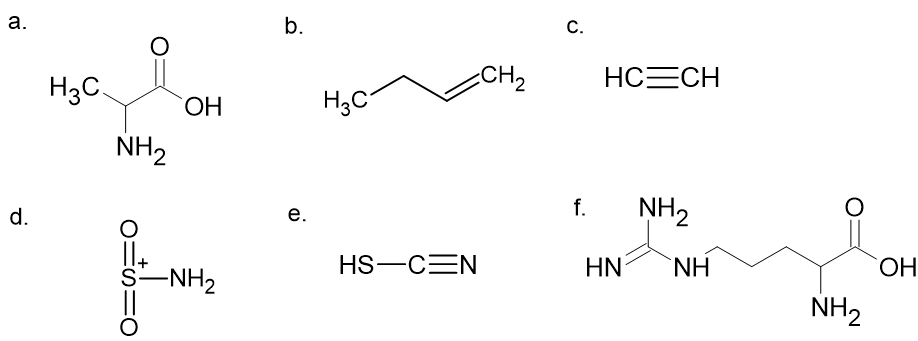 a.
O
H3C
OH
NH2
b.
CH2
H3C
c.
HC≡CH
d.
O
S+—NH2
O
e.
HS—C≡N
f.
NH2
O
HN
NH
OH
NH2